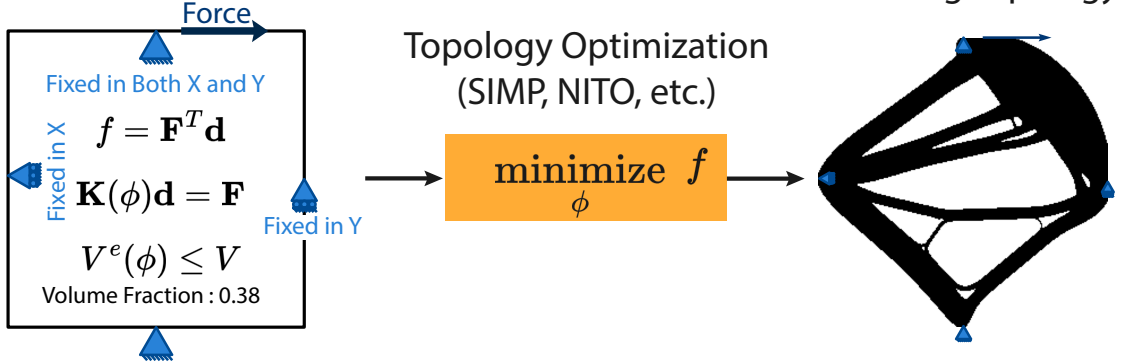 Force
Fixed in Both X and Y
f = F^T d
Fixed in X
K(ϕ)d = F
Fixed in Y
V^e(ϕ) ≤ V
Volume Fraction : 0.38
Topology Optimization
(SIMP, NITO, etc.)
minimize f
ϕ